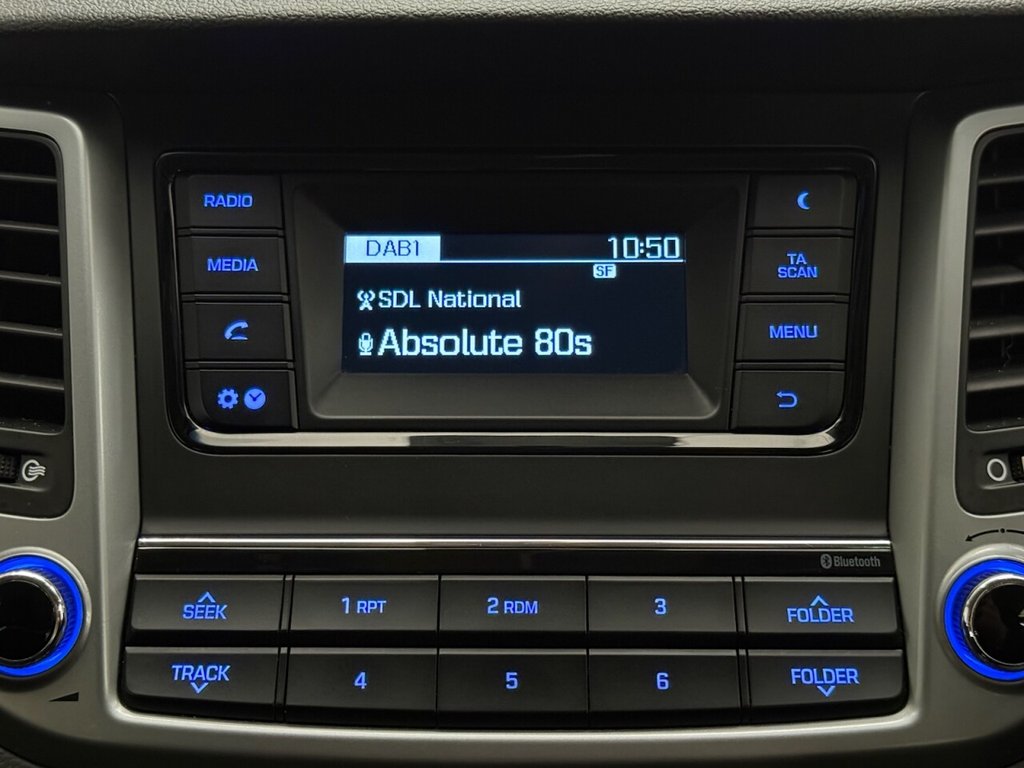 RADIO
MEDIA
DAB1 10:50
SF
SDL National
Absolute 80s
TA
SCAN
MENU
Bluetooth
SEEK 1 RPT 2 RDM 3 FOLDER
TRACK 4 5 6 FOLDER